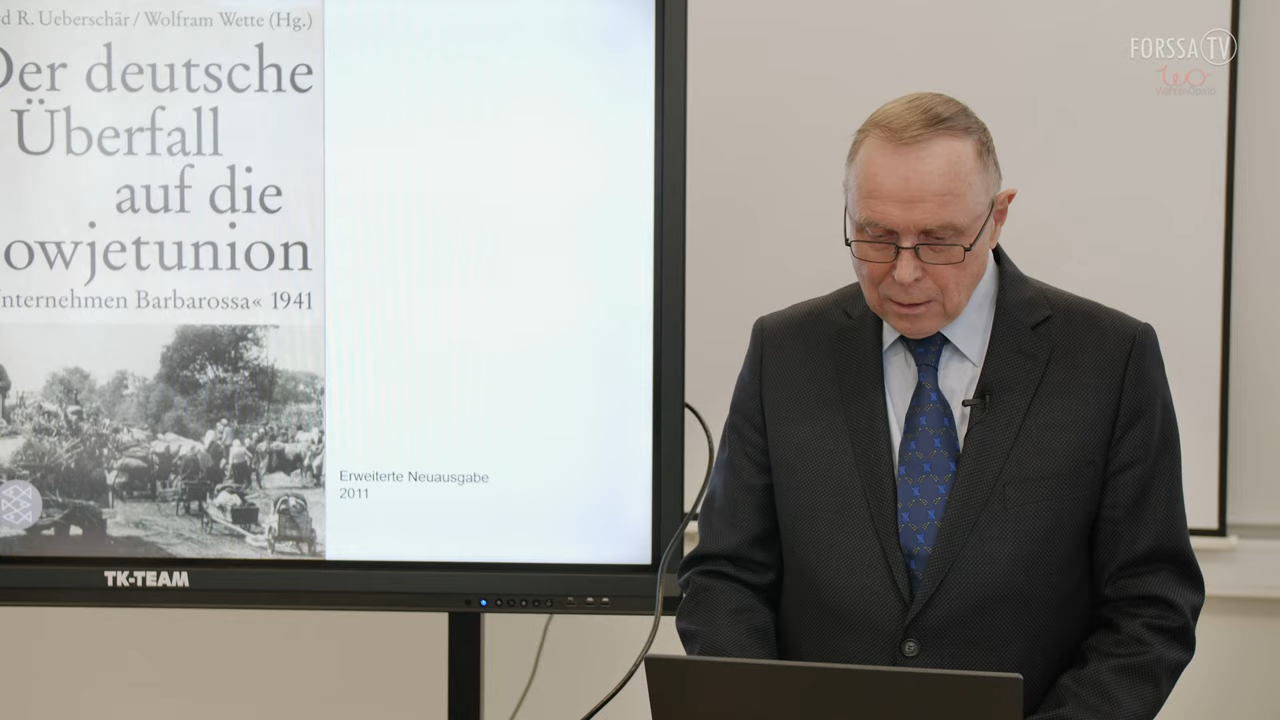 rd R. Ueberschär / Wolfram Wette (Hg.)
Der deutsche
Überfall
auf die
owjetunion
nternehmen Barbarossa« 1941
Erweiterte Neuausgabe
2011
TK-TEAM
FORSSA TV